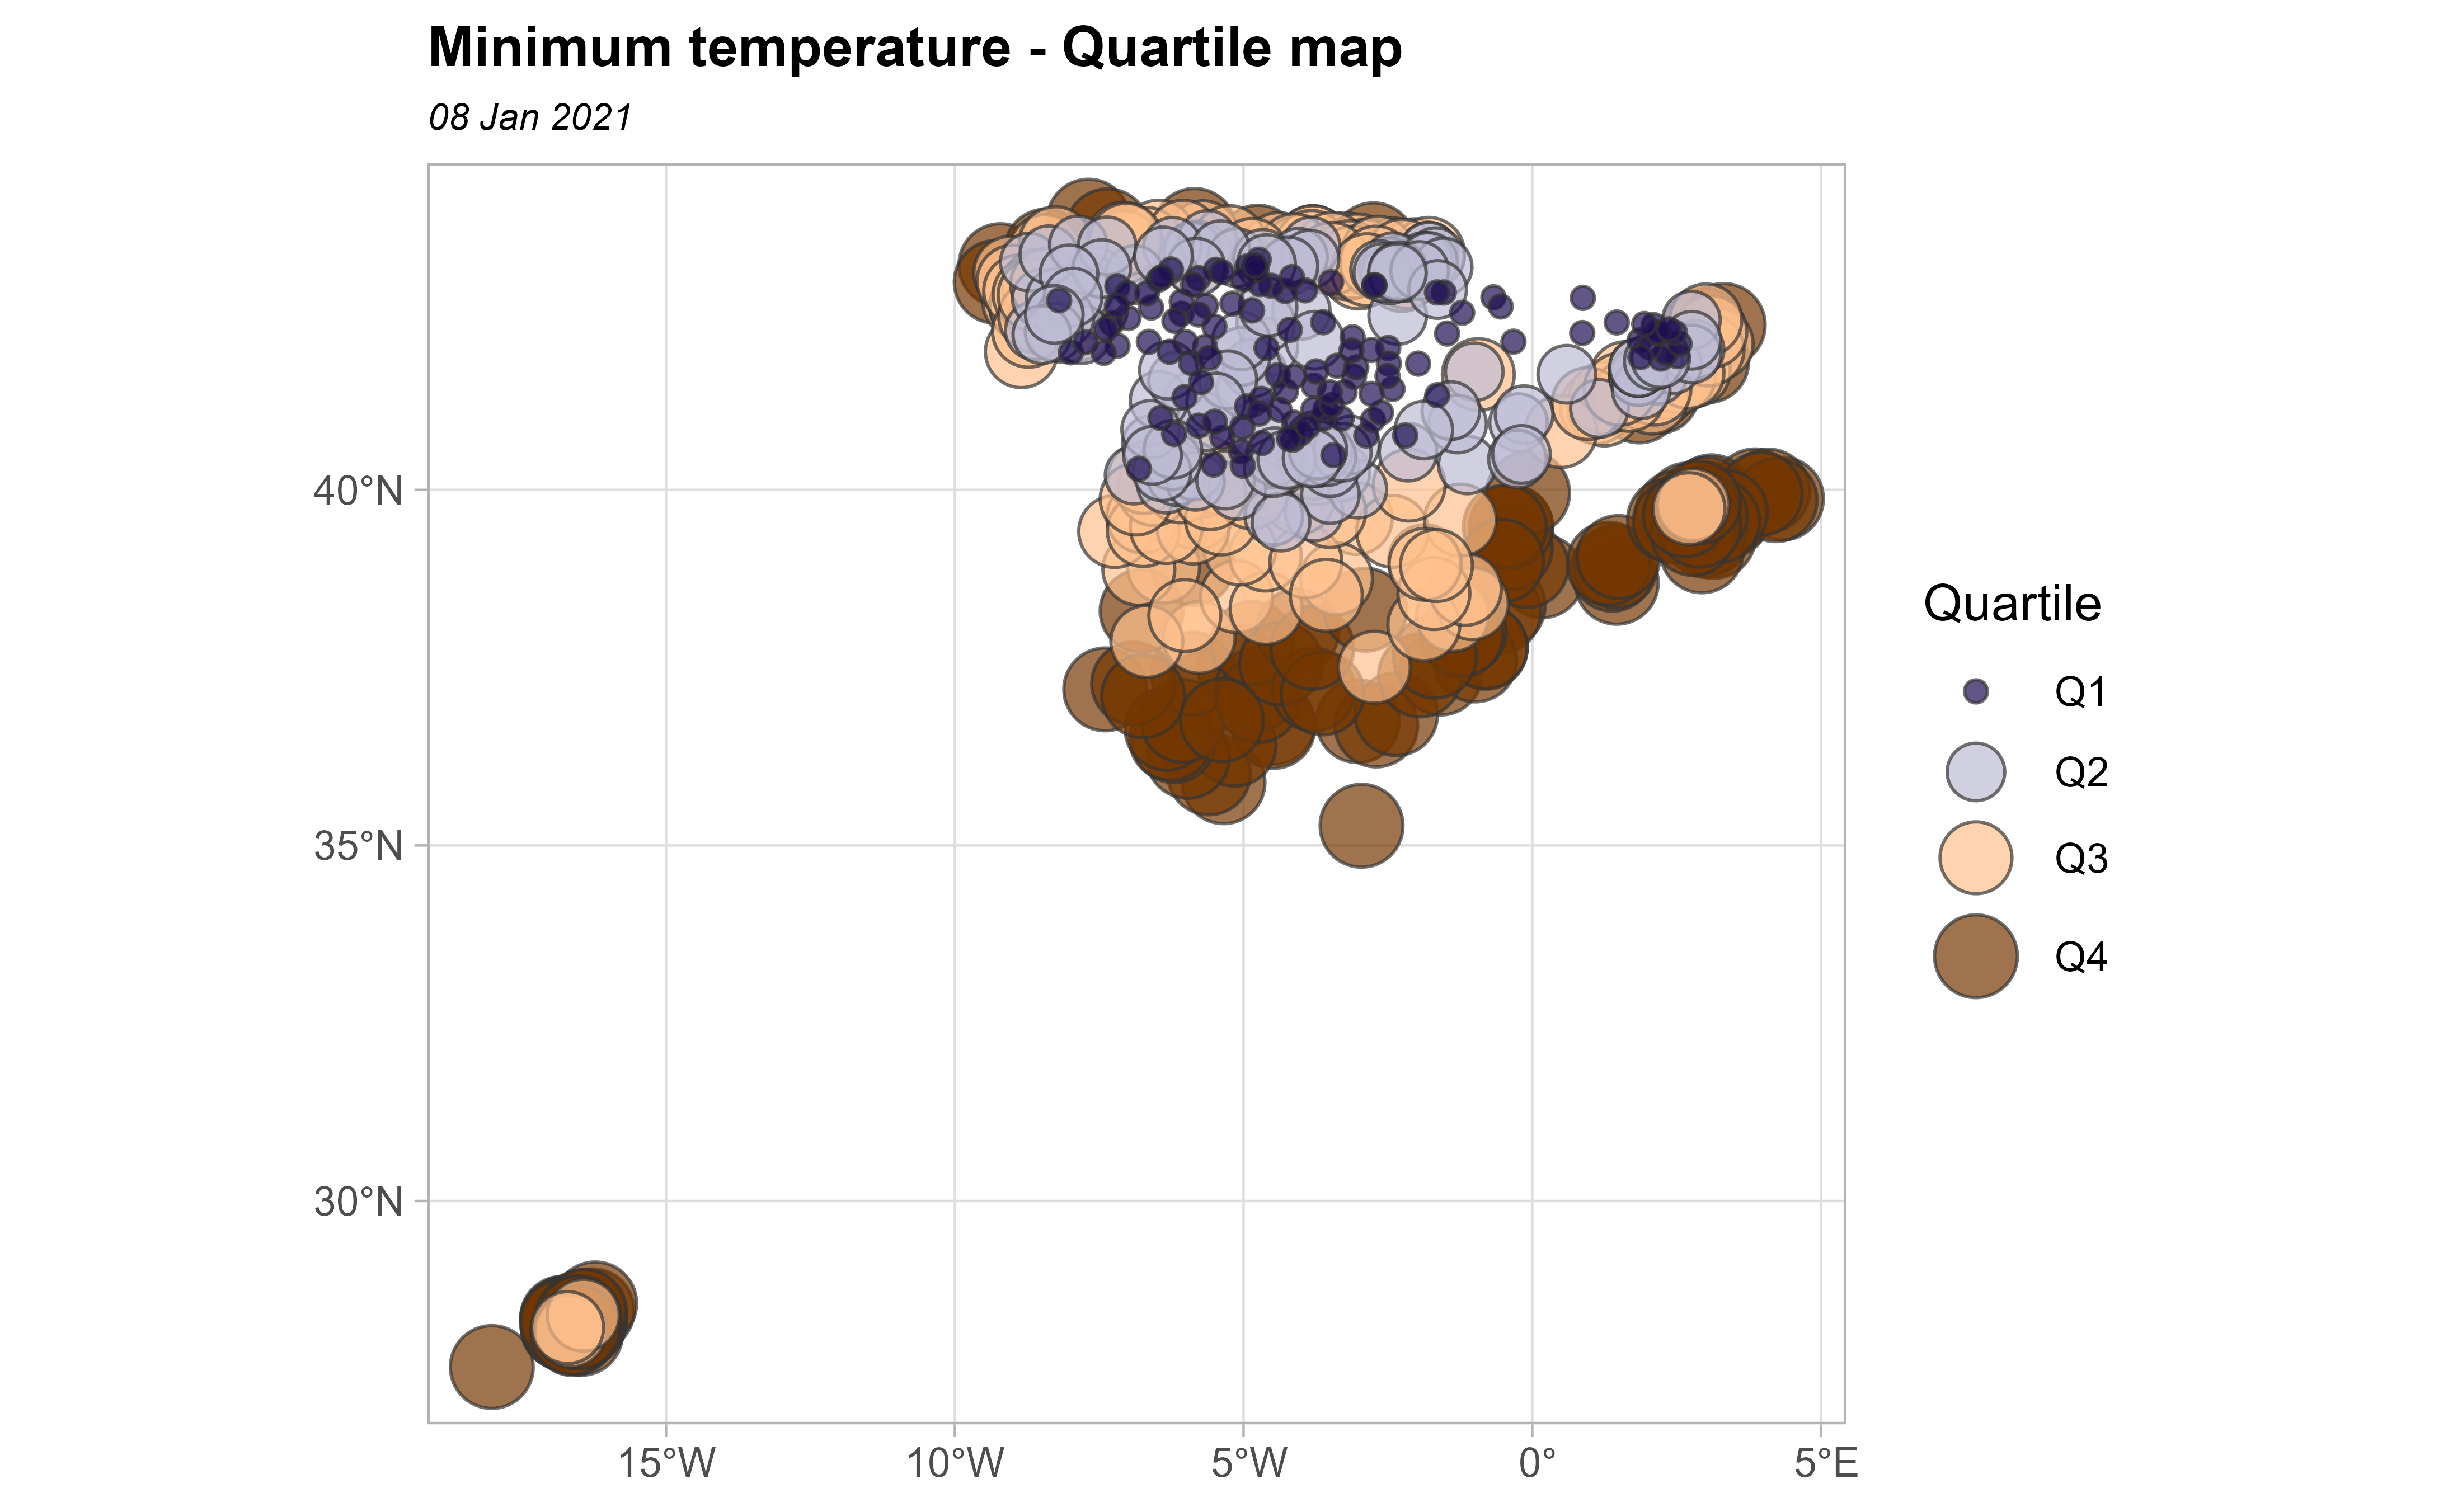 Minimum temperature - Quartile map
08 Jan 2021
40°N
35°N
30°N
15°W
10°W
5°W
0°
5°E
Quartile
Q1
Q2
Q3
Q4